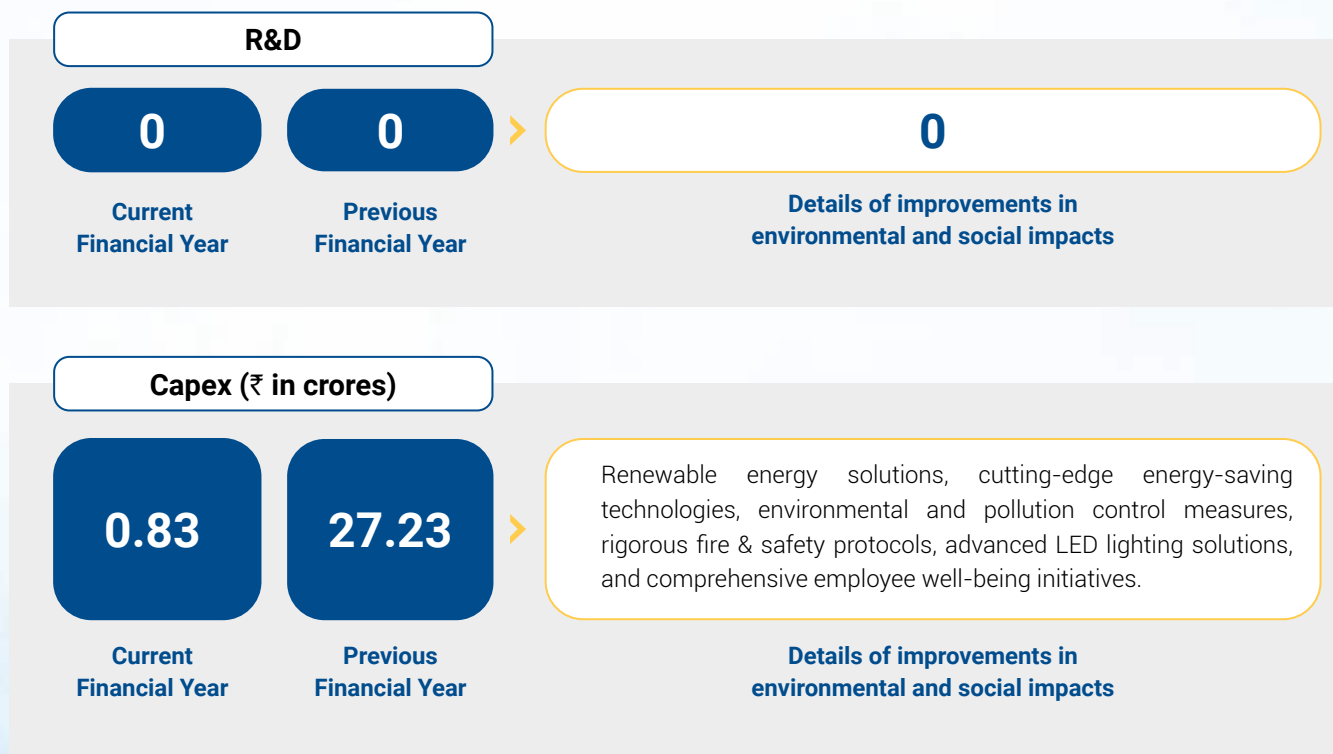 R&D
0
0
0
Current
Financial Year
Previous
Financial Year
Details of improvements in
environmental and social impacts
Capex (₹ in crores)
0.83
27.23
Renewable energy solutions, cutting-edge energy-saving
technologies, environmental and pollution control measures,
rigorous fire & safety protocols, advanced LED lighting solutions,
and comprehensive employee well-being initiatives.
Current
Financial Year
Previous
Financial Year
Details of improvements in
environmental and social impacts